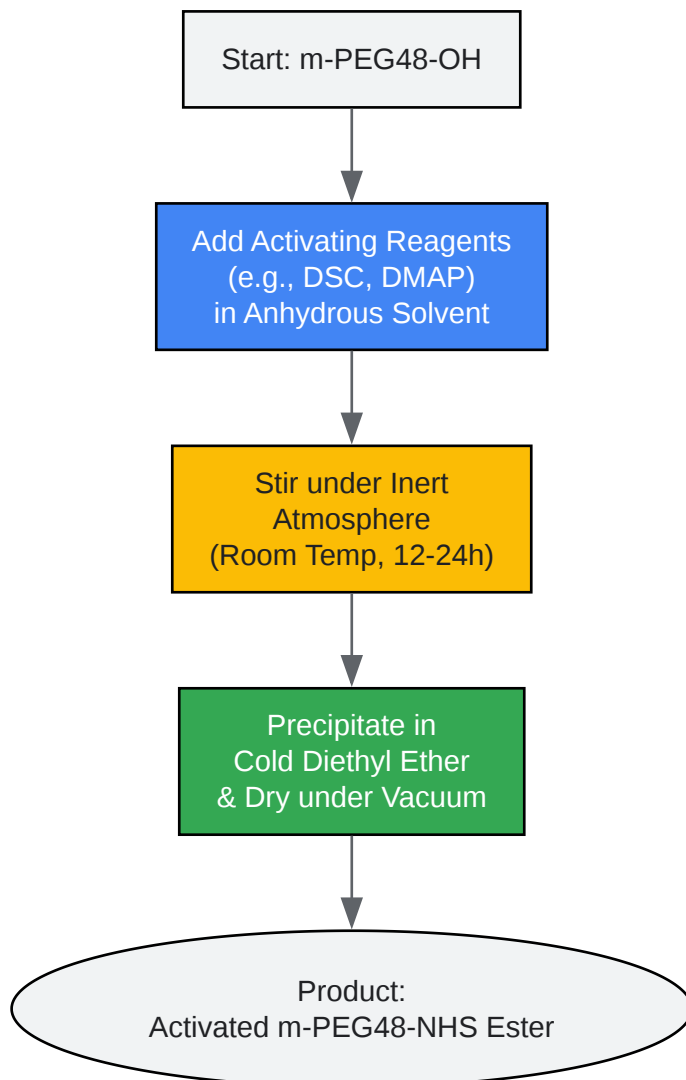 Start: m-PEG48-OH
Add Activating Reagents
(e.g., DSC, DMAP)
in Anhydrous Solvent
Stir under Inert
Atmosphere
(Room Temp, 12-24h)
Precipitate in
Cold Diethyl Ether
& Dry under Vacuum
Product:
Activated m-PEG48-NHS Ester